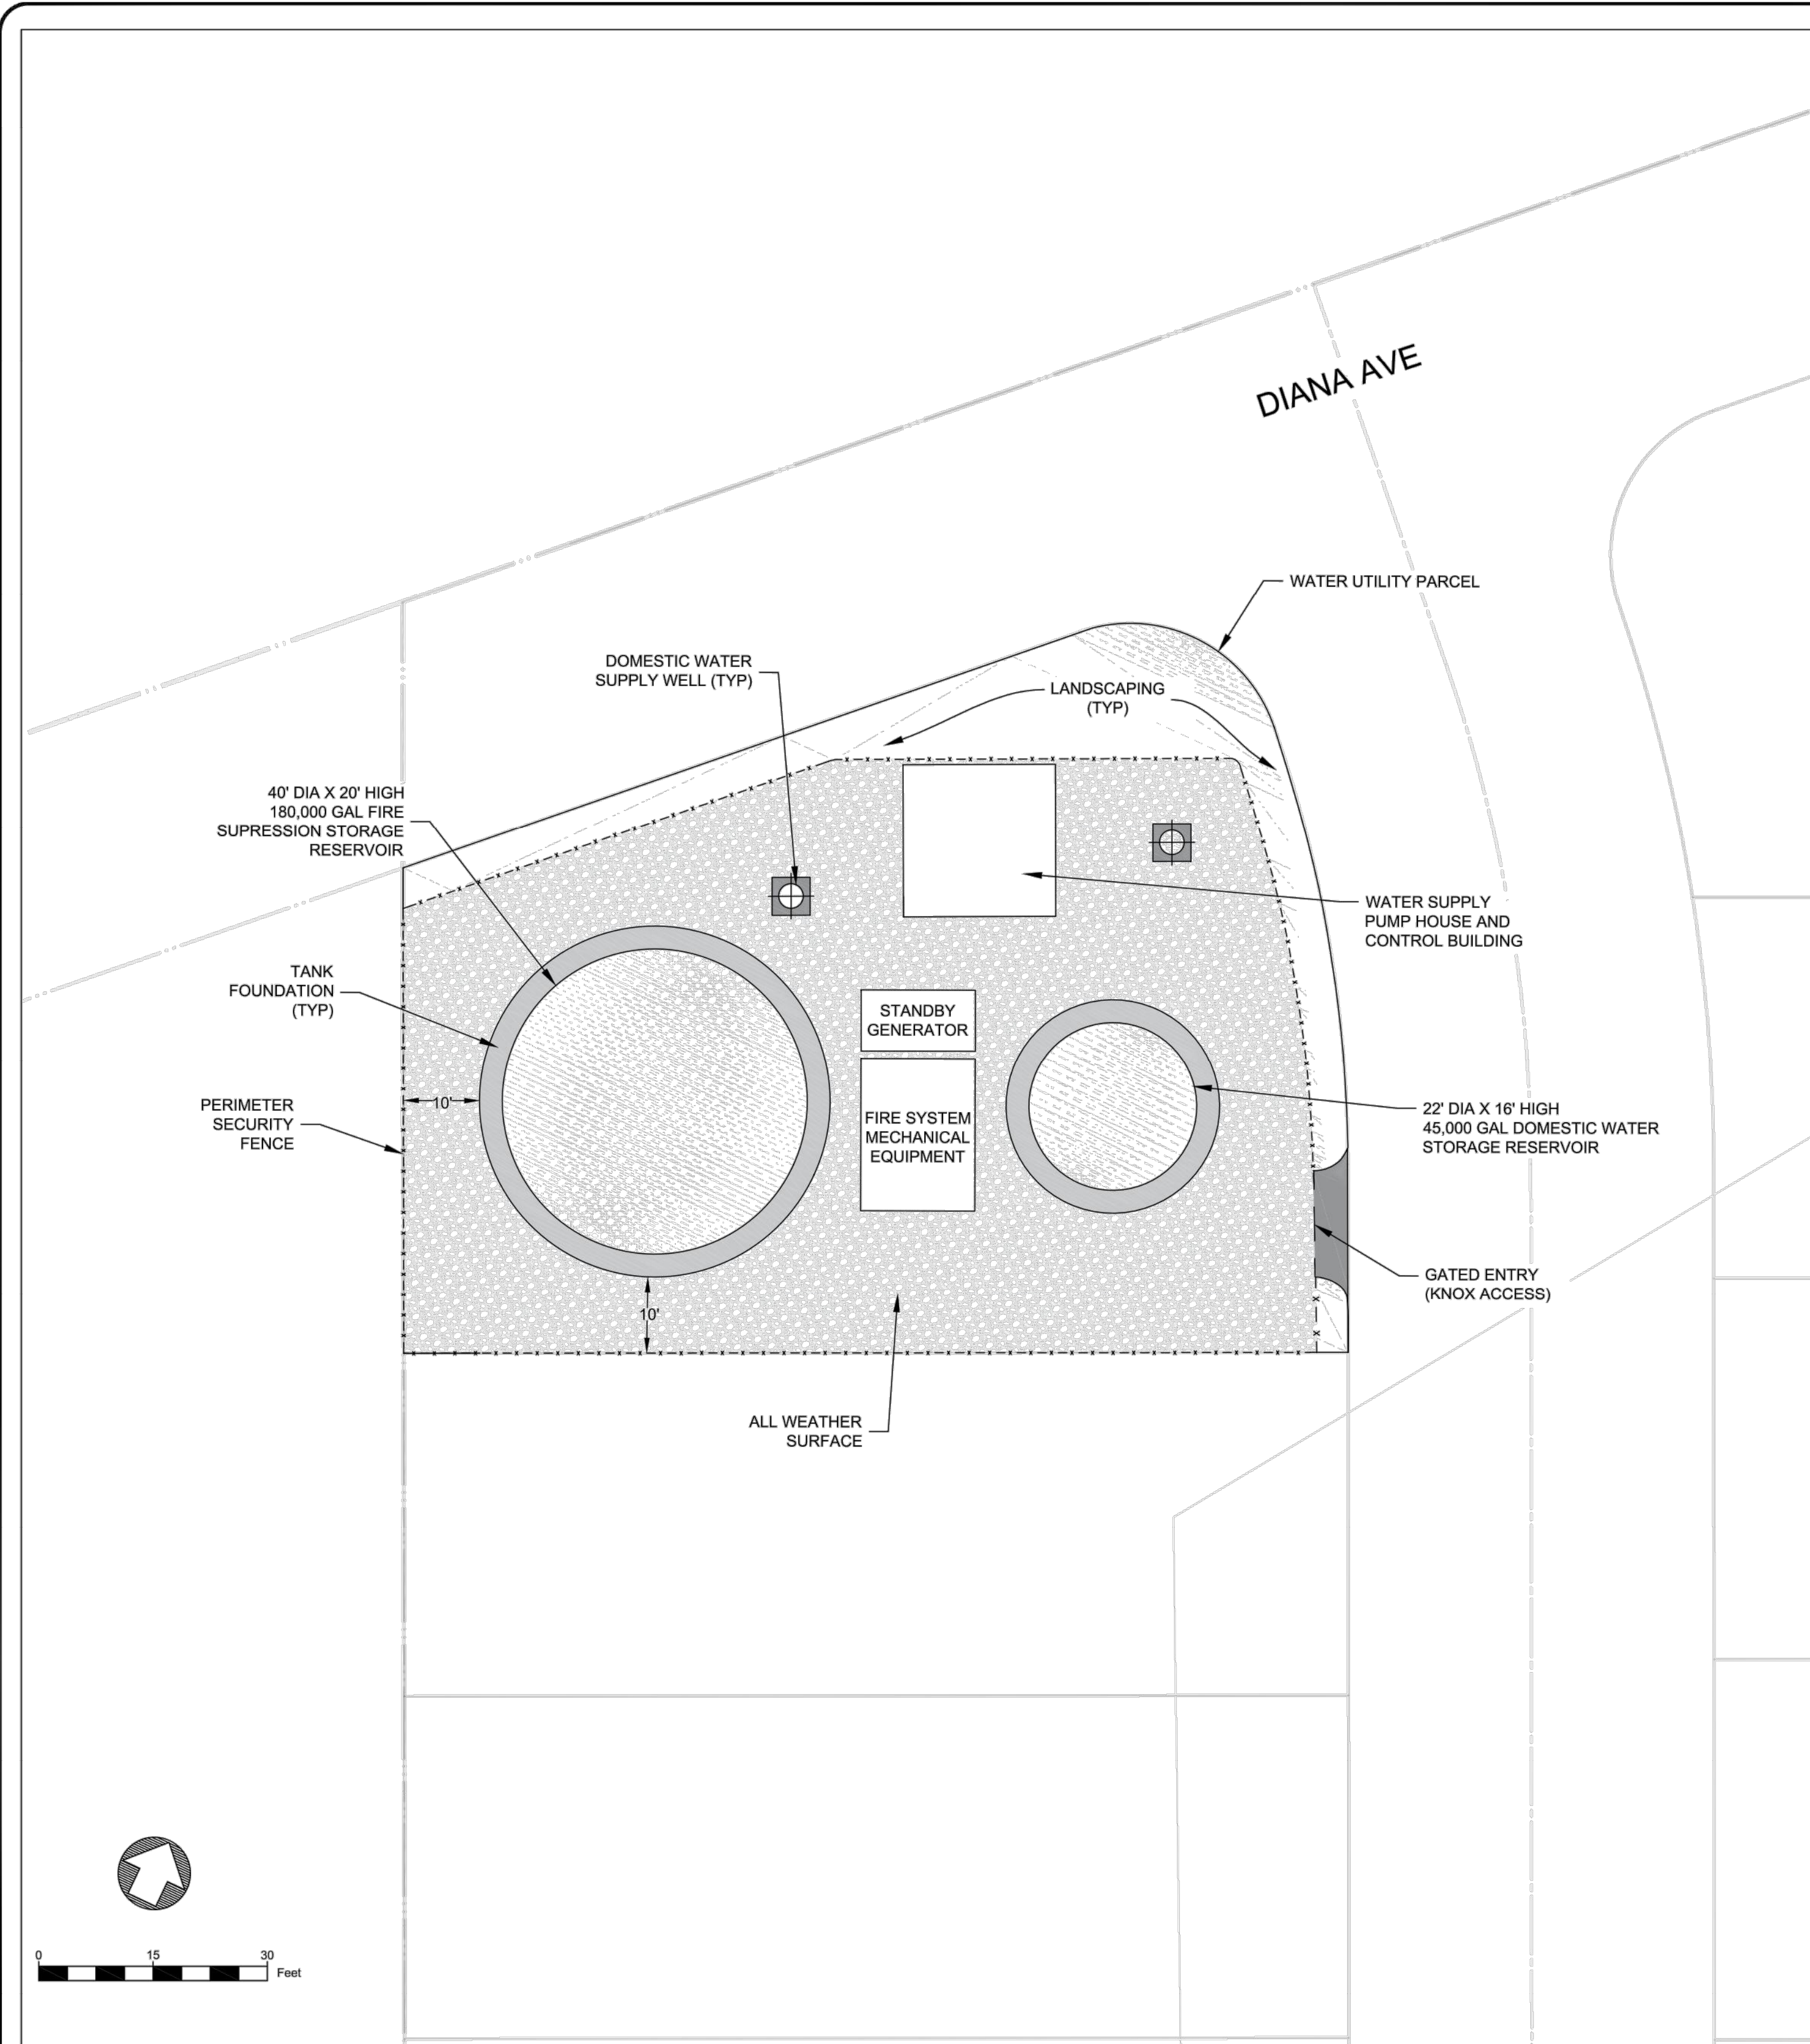 DIANA AVE
WATER UTILITY PARCEL
DOMESTIC WATER
SUPPLY WELL (TYP)
LANDSCAPING
(TYP)
40' DIA X 20' HIGH
180,000 GAL FIRE
SUPRESSION STORAGE
RESERVOIR
WATER SUPPLY
PUMP HOUSE AND
CONTROL BUILDING
TANK
FOUNDATION
(TYP)
STANDBY
GENERATOR
PERIMETER
SECURITY
FENCE
10'
FIRE SYSTEM
MECHANICAL
EQUIPMENT
22' DIA X 16' HIGH
45,000 GAL DOMESTIC WATER
STORAGE RESERVOIR
GATED ENTRY
(KNOX ACCESS)
10'
ALL WEATHER
SURFACE
0 15 30
Feet